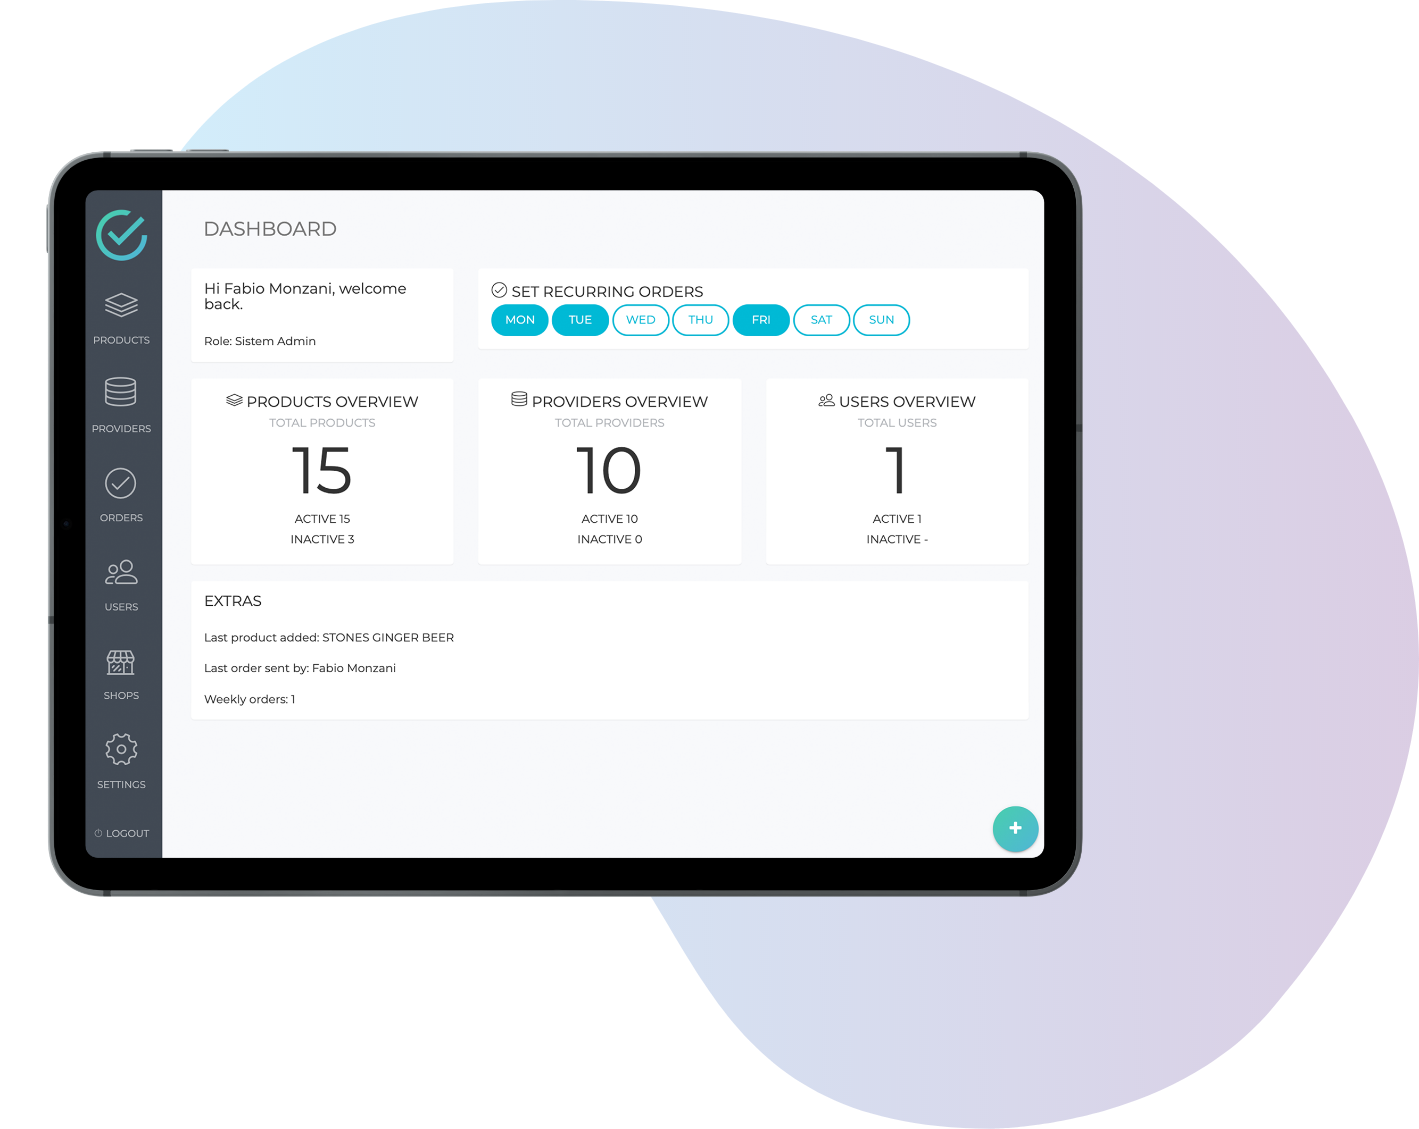 DASHBOARD
Hi Fabio Monzani, welcome
back.
Role: Sistem Admin
SET RECURRING ORDERS
MON TUE WED THU FRI SAT SUN
PRODUCTS
PROVIDERS
ORDERS
USERS
SHOPS
SETTINGS
LOGOUT
PRODUCTS OVERVIEW
TOTAL PRODUCTS
15
ACTIVE 15
INACTIVE 3
PROVIDERS OVERVIEW
TOTAL PROVIDERS
10
ACTIVE 10
INACTIVE 0
USERS OVERVIEW
TOTAL USERS
1
ACTIVE 1
INACTIVE -
EXTRAS
Last product added: STONES GINGER BEER
Last order sent by: Fabio Monzani
Weekly orders: 1